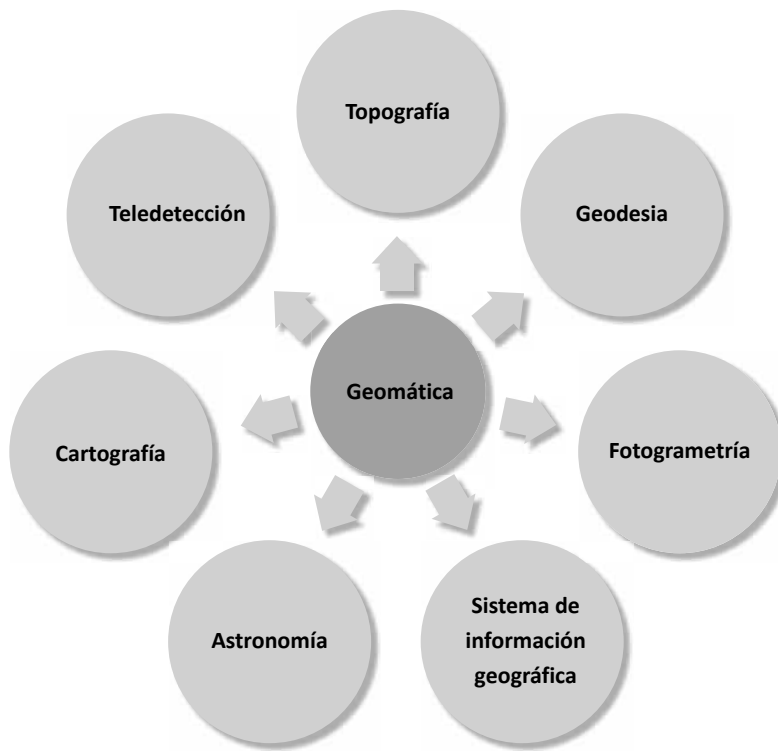 Topografía
Teledetección
Geodesia
Geomática
Cartografía
Fotogrametría
Astronomía
Sistema de
información
geográfica